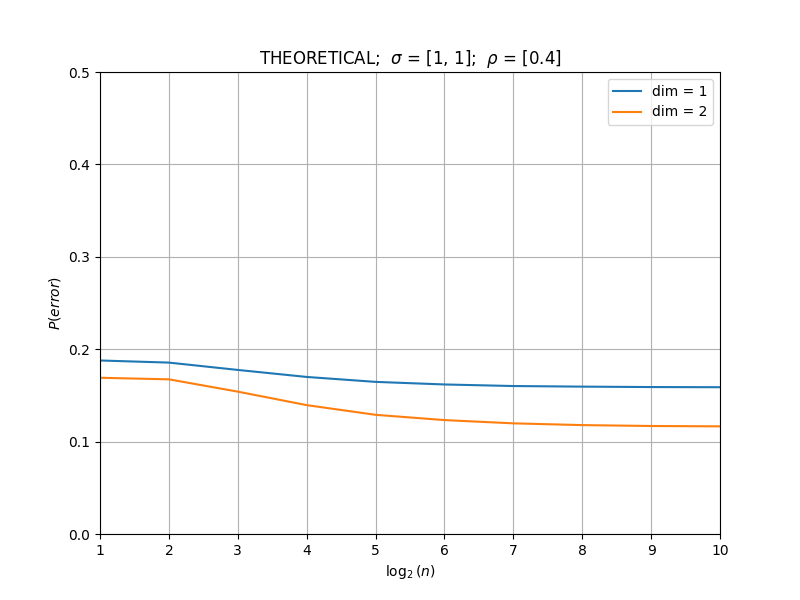 THEORETICAL; σ = [1, 1]; ρ = [0.4]
dim = 1
dim = 2
0.5
0.4
0.3
0.2
0.1
0.0
P(error)
1 2 3 4 5 6 7 8 9 10
log₂(n)